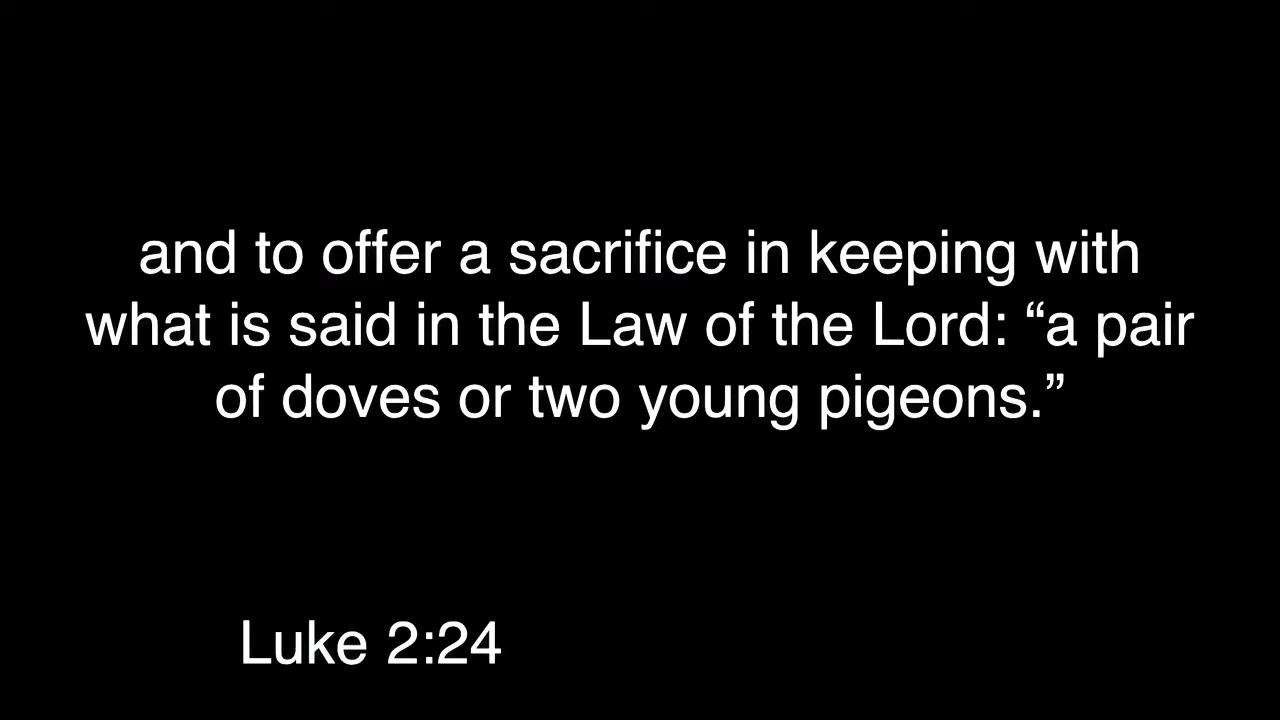 and to offer a sacrifice in keeping with
what is said in the Law of the Lord: “a pair
of doves or two young pigeons.”
Luke 2:24